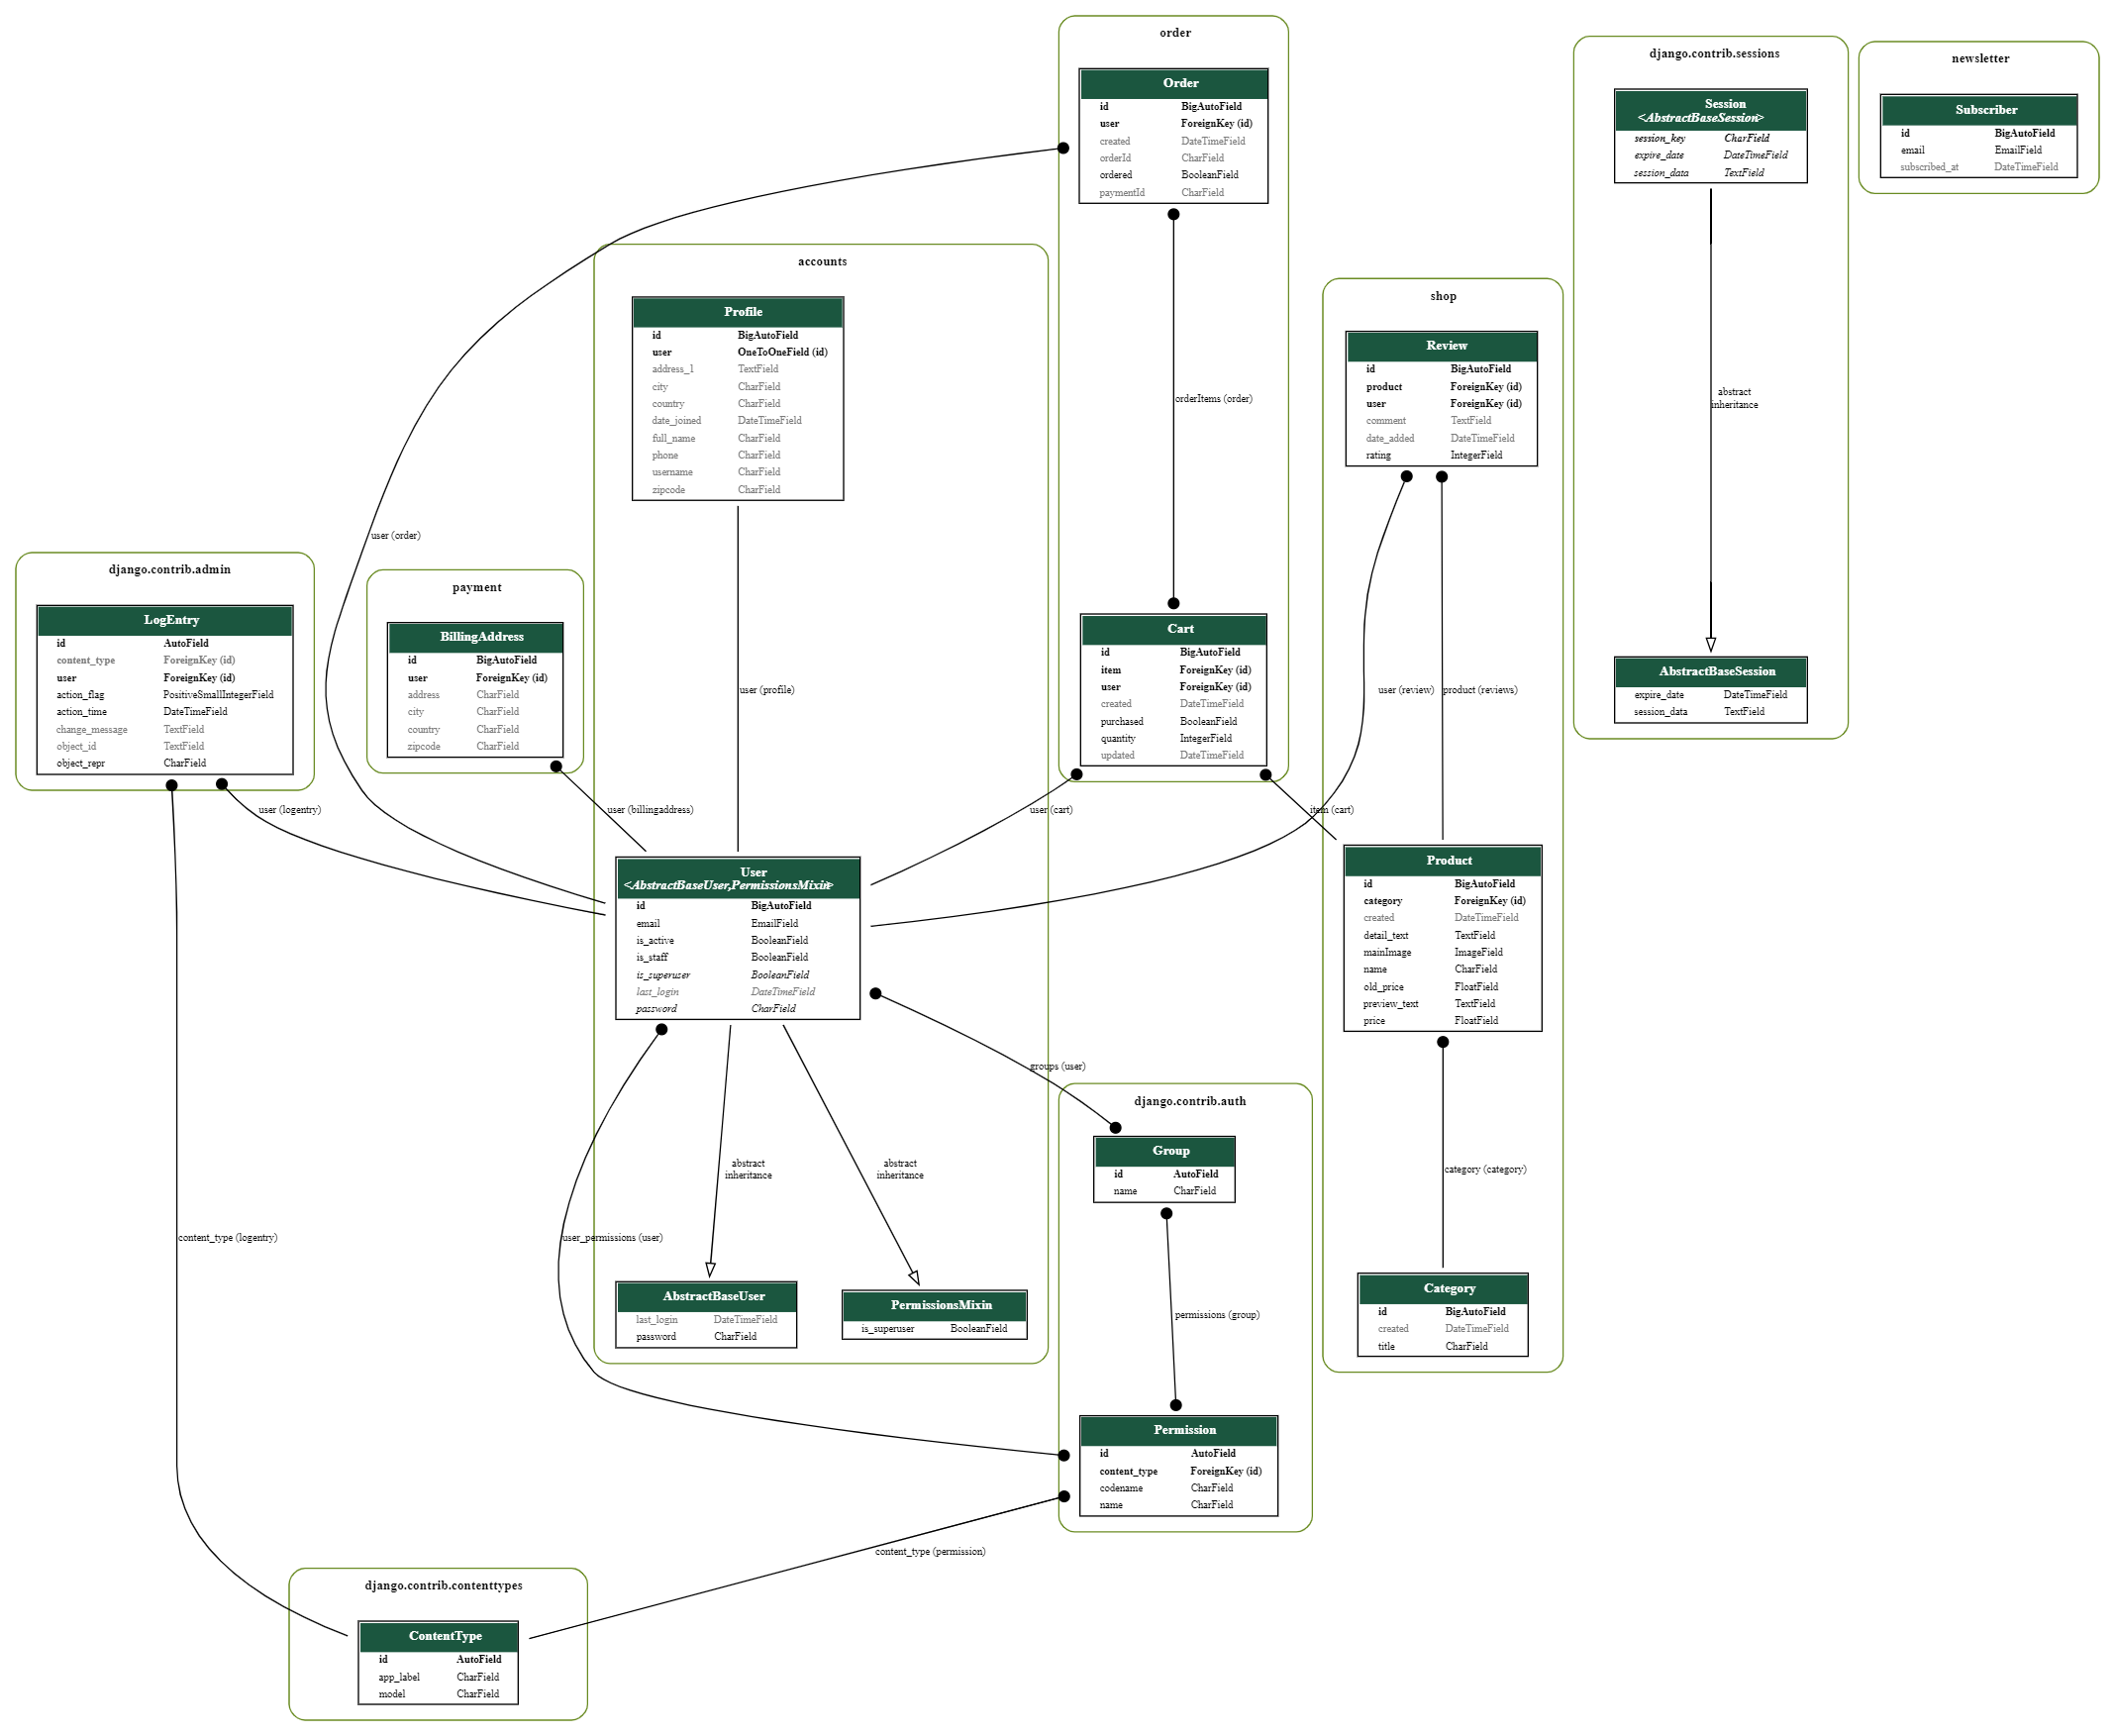 order
Order
id BigAutoField
user ForeignKey (id)
created DateTimeField
orderId CharField
ordered BooleanField
paymentId CharField
orderItems (order)
Cart
id BigAutoField
item ForeignKey (id)
user ForeignKey (id)
created DateTimeField
purchased BooleanField
quantity IntegerField
updated DateTimeField
django.contrib.sessions
Session
<AbstractBaseSession>
session_key CharField
expire_date DateTimeField
session_data TextField
abstract
inheritance
AbstractBaseSession
expire_date DateTimeField
session_data TextField
newsletter
Subscriber
id BigAutoField
email EmailField
subscribed_at DateTimeField
accounts
Profile
id BigAutoField
user OneToOneField (id)
address_1 TextField
city CharField
country CharField
date_joined DateTimeField
full_name CharField
phone CharField
username CharField
zipcode CharField
user (order)
user (profile)
shop
Review
id BigAutoField
product ForeignKey (id)
user ForeignKey (id)
comment TextField
date_added DateTimeField
rating IntegerField
user (review)
product (reviews)
django.contrib.admin
LogEntry
id AutoField
content_type ForeignKey (id)
user ForeignKey (id)
action_flag PositiveSmallIntegerField
action_time DateTimeField
change_message TextField
object_id TextField
object_repr CharField
payment
BillingAddress
id BigAutoField
user ForeignKey (id)
address CharField
city CharField
country CharField
zipcode CharField
user (logentry)
user (billingaddress)
user (cart)
item (cart)
User
<AbstractBaseUser,PermissionsMixin>
id BigAutoField
email EmailField
is_active BooleanField
is_staff BooleanField
is_superuser BooleanField
last_login DateTimeField
password CharField
Product
id BigAutoField
category ForeignKey (id)
created DateTimeField
detail_text TextField
mainImage ImageField
name CharField
old_price FloatField
preview_text TextField
price FloatField
groups (user)
abstract
inheritance
abstract
inheritance
category (category)
django.contrib.auth
Group
id AutoField
name CharField
content_type (logentry)
user_permissions (user)
permissions (group)
AbstractBaseUser
last_login DateTimeField
password CharField
PermissionsMixin
is_superuser BooleanField
Category
id BigAutoField
created DateTimeField
title CharField
Permission
id AutoField
content_type ForeignKey (id)
codename CharField
name CharField
content_type (permission)
django.contrib.contenttypes
ContentType
id AutoField
app_label CharField
model CharField